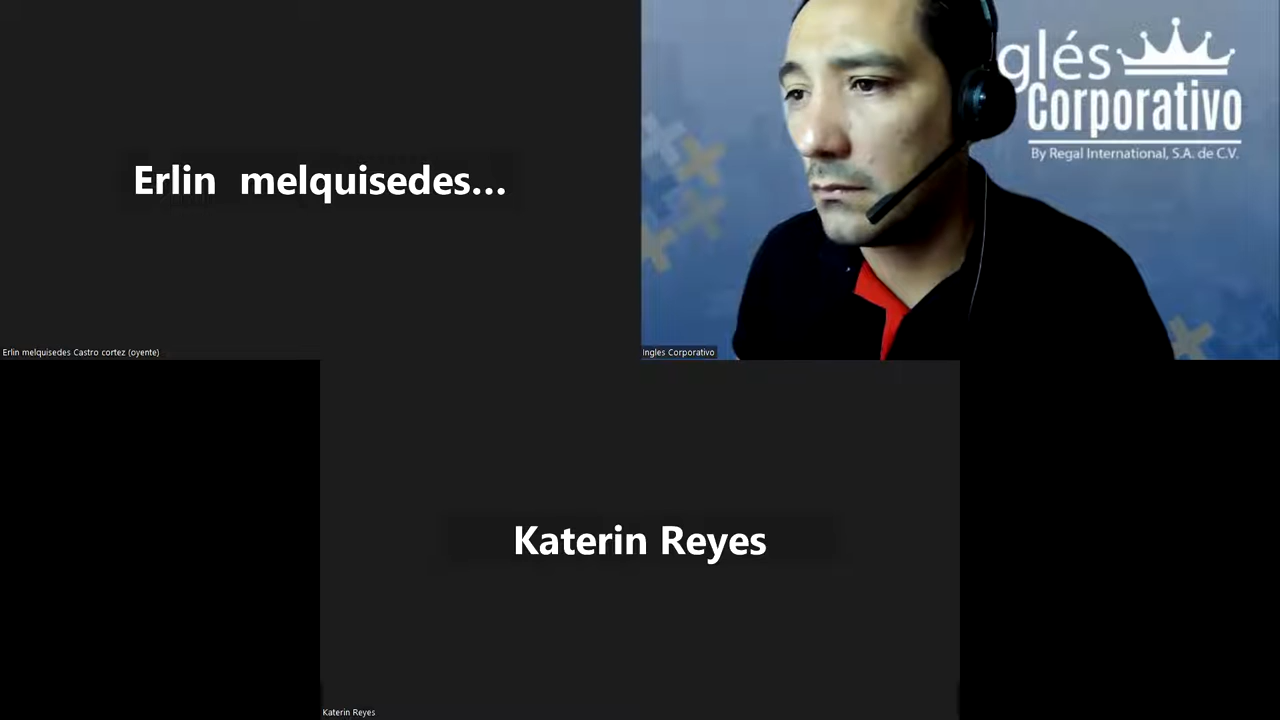 Erlin melquisedes...
Erlin melquisedes Castro cortez (oyente)
glés
Corporativo
By Regal International, S.A. de C.V.
Ingles Corporativo
Katerin Reyes
Katerin Reyes